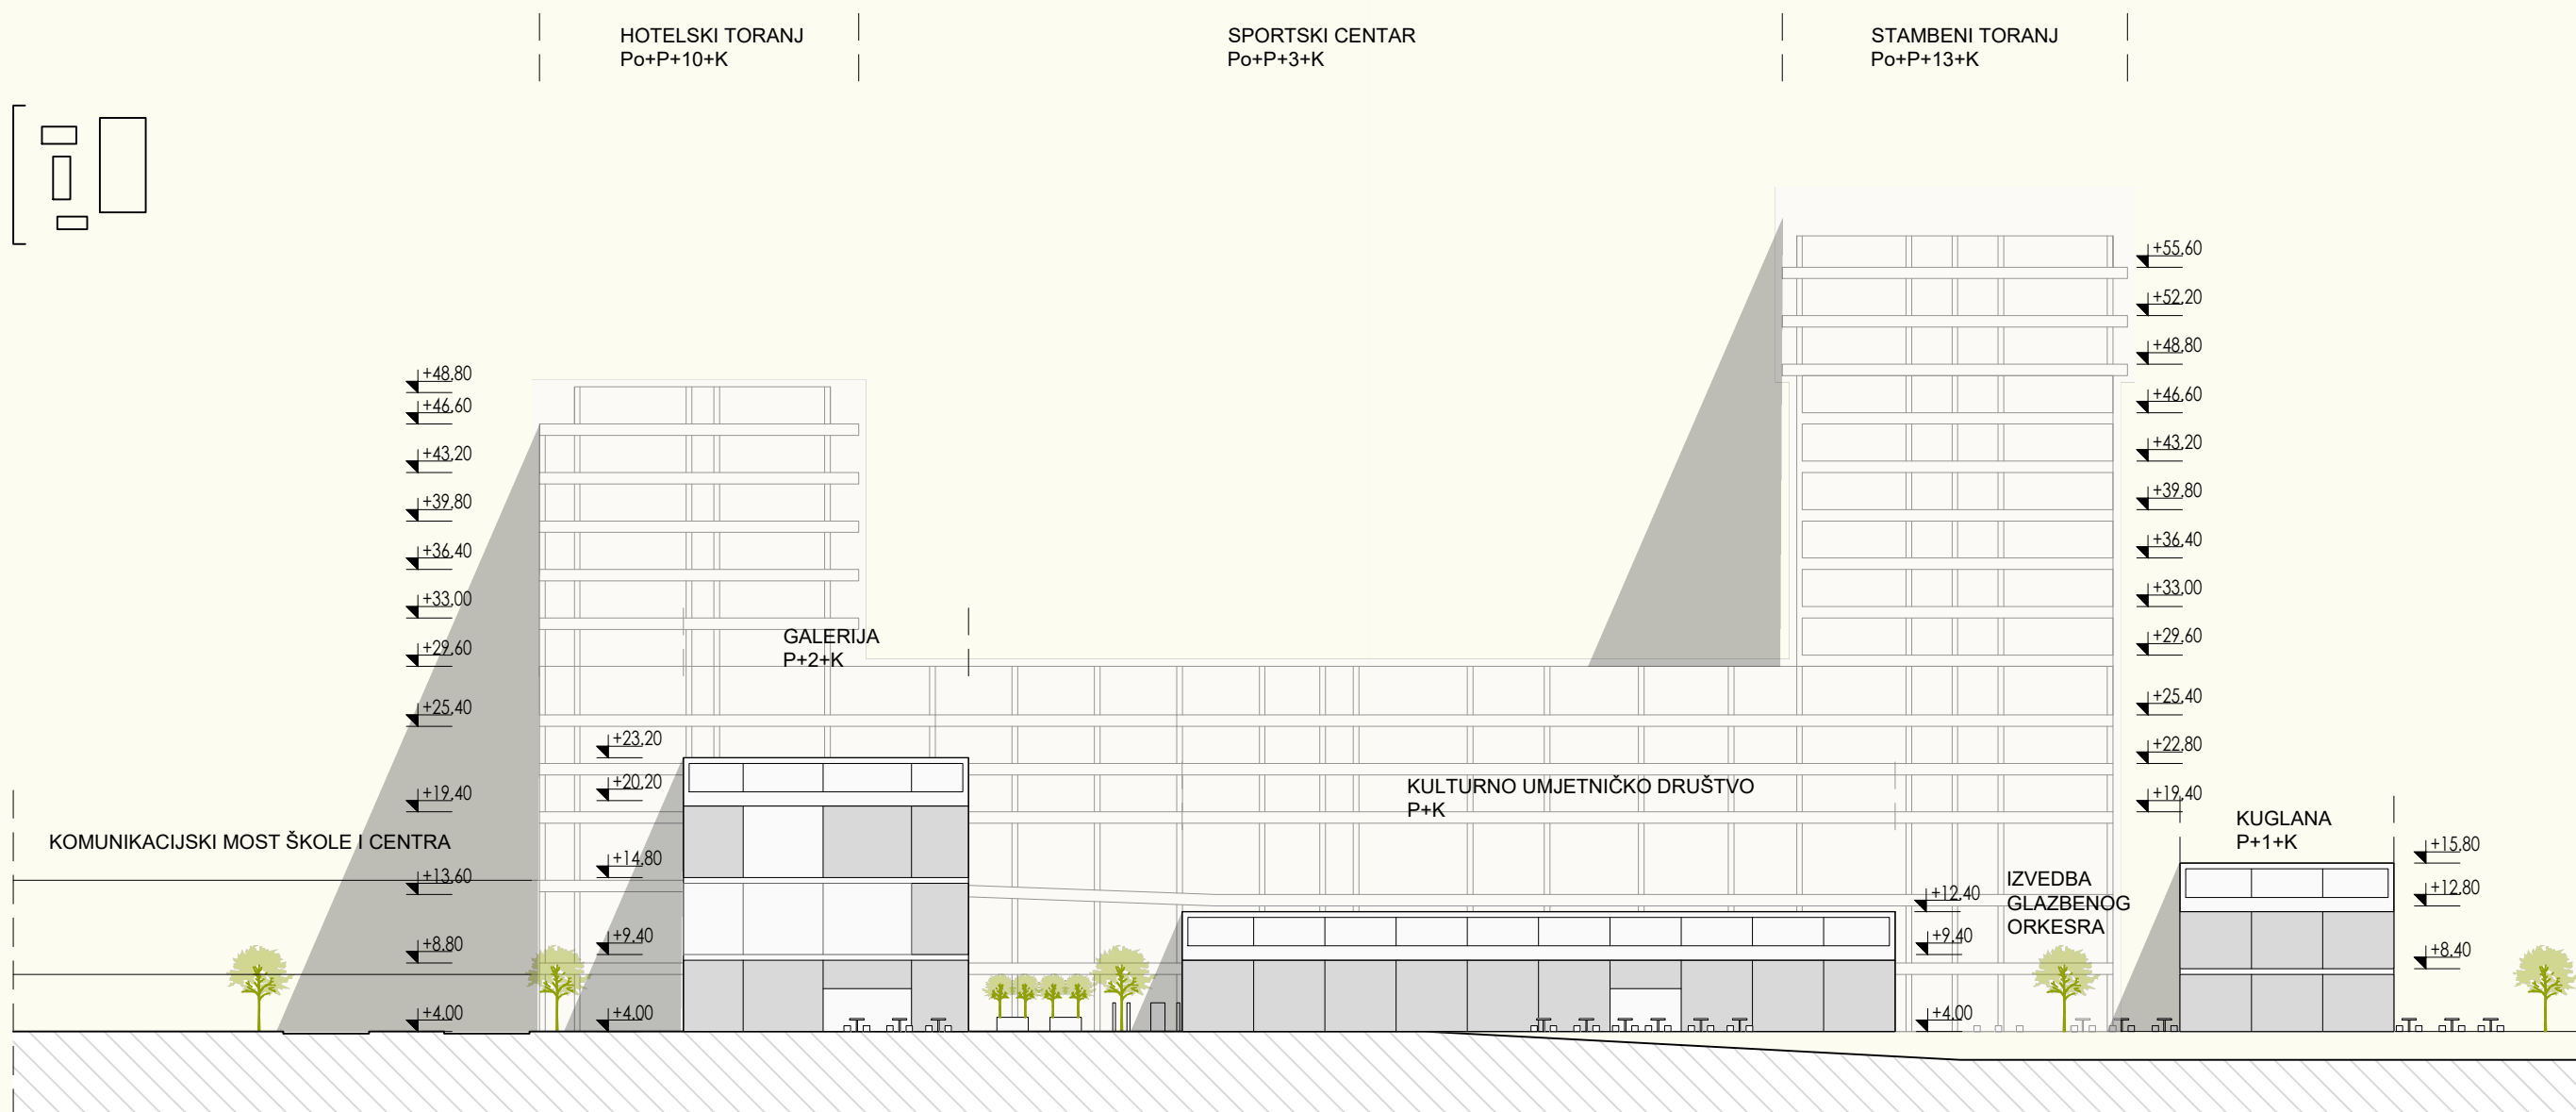 HOTELSKI TORANJ
Po+P+10+K
SPORTSKI CENTAR
Po+P+3+K
STAMBENI TORANJ
Po+P+13+K
+48,80
+46,60
+43,20
+39,80
+36,40
+33,00
+29,60
+25,40
+19,40
+13,60
+8,80
+4,00
KOMUNIKACIJSKI MOST ŠKOLE I CENTRA
GALERIJA
P+2+K
+23,20
+20,20
+14,80
+9,40
+4,00
KULTURNO UMJETNIČKO DRUŠTVO
P+K
+12,40
+9,40
+4,00
IZVEDBA
GLAZBENOG
ORKESRA
+55,60
+52,20
+48,80
+46,60
+43,20
+39,80
+36,40
+33,00
+29,60
+25,40
+22,80
+19,40
KUGLANA
P+1+K
+15,80
+12,80
+8,40